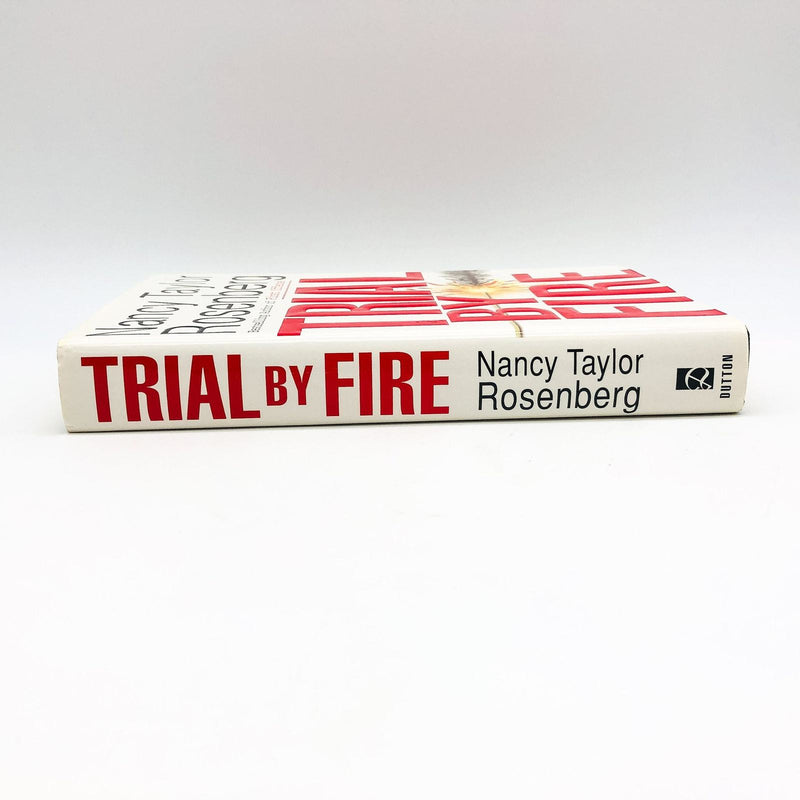 Nancy Taylor
Rosenberg
TRIAL
BY
FIRE
TRIAL BY FIRE
Nancy Taylor
Rosenberg
DUTTON